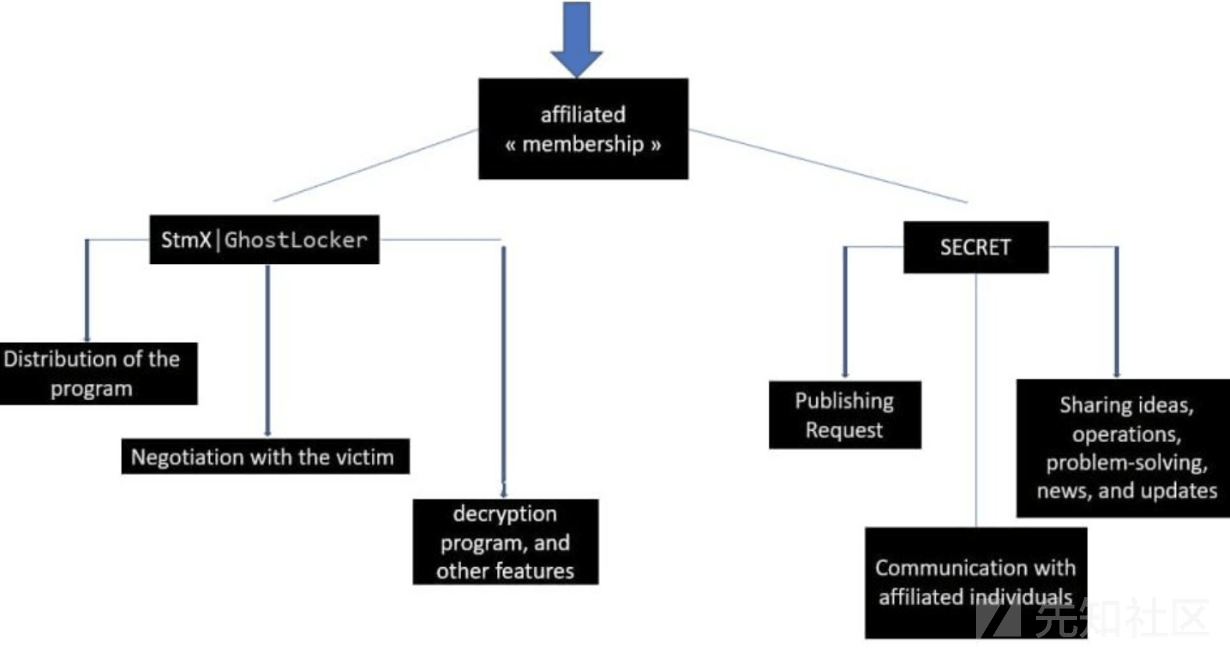 affiliated
« membership »
StmX|GhostLocker
SECRET
Distribution of the
program
Negotiation with the victim
decryption
program, and
other features
Publishing
Request
Sharing ideas,
operations,
problem-solving,
news, and updates
Communication with
affiliated individuals
先知社区